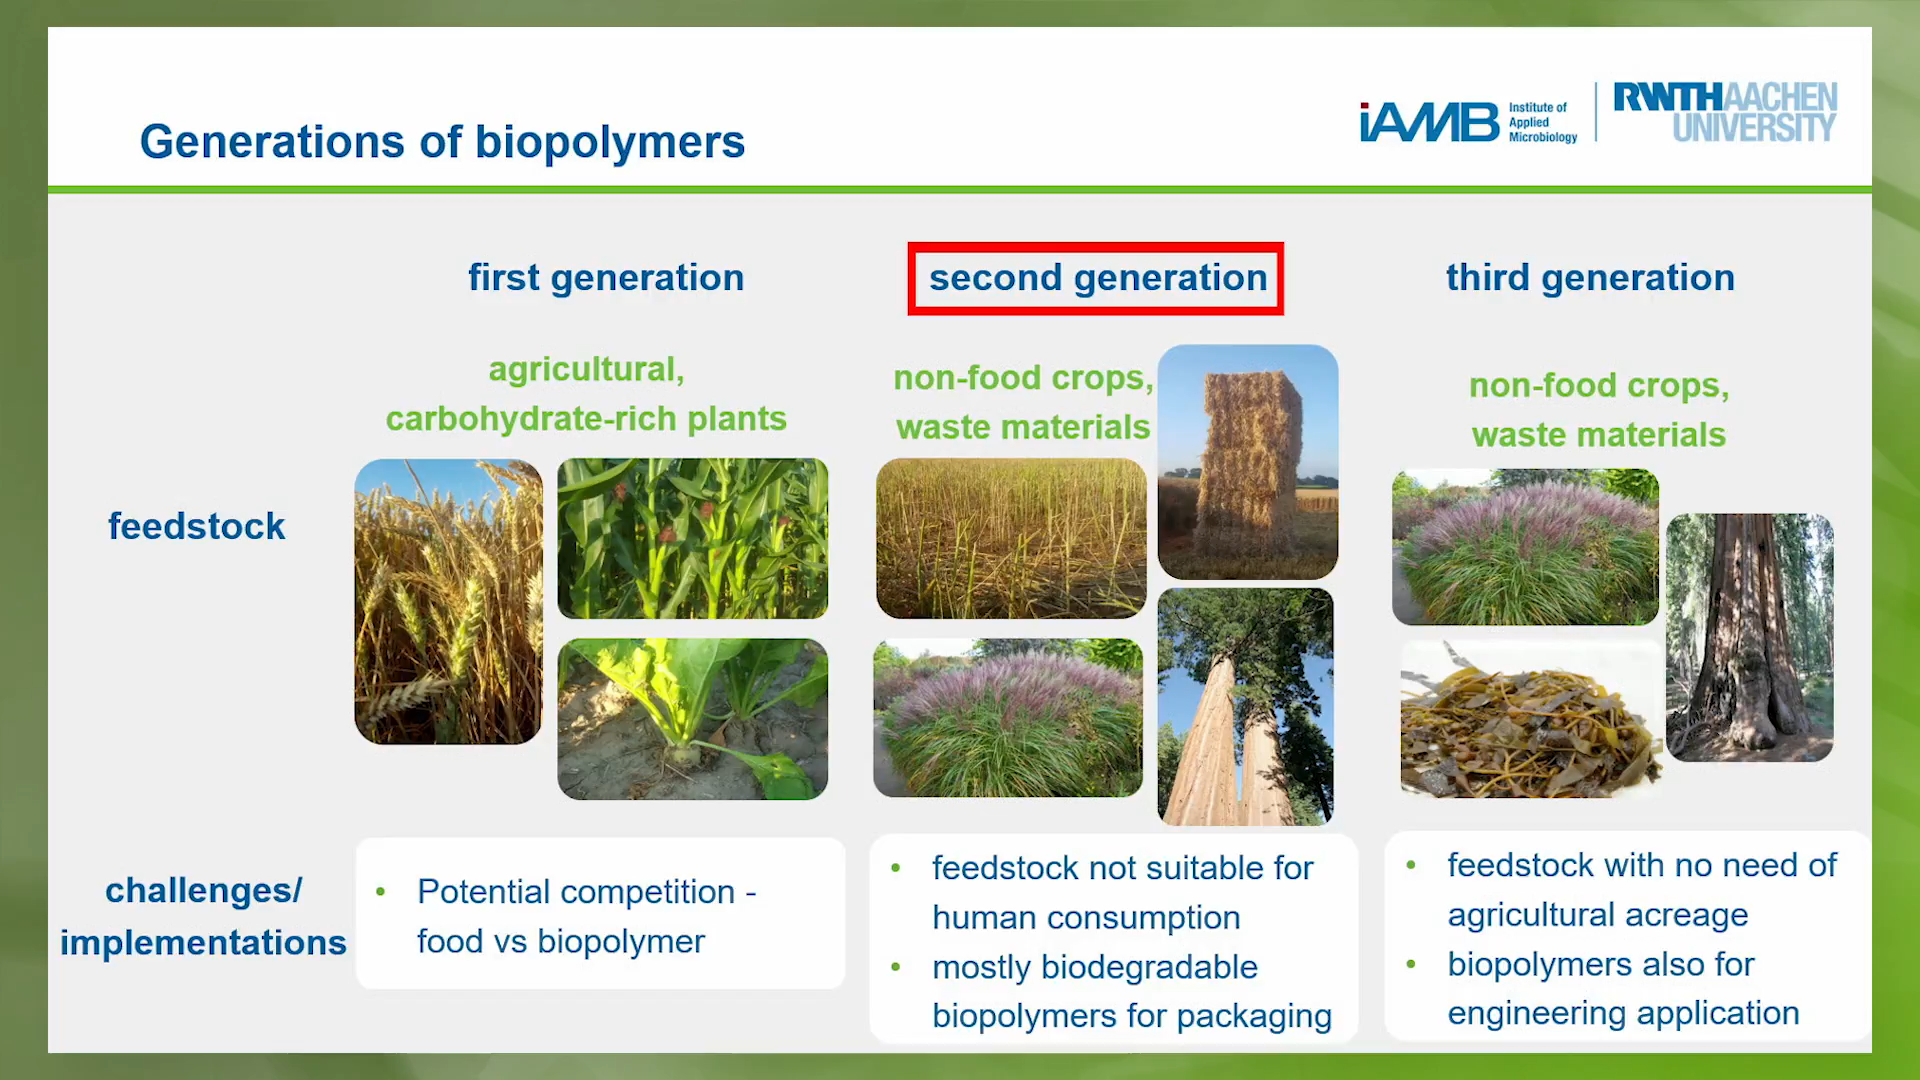 Generations of biopolymers
iAMB
Institute of
Applied
Microbiology
RWTHAACHEN
UNIVERSITY
first generation
second generation
third generation
feedstock
agricultural,
carbohydrate-rich plants
non-food crops,
waste materials
non-food crops,
waste materials
challenges/
implementations
• Potential competition -
food vs biopolymer
• feedstock not suitable for
human consumption
• mostly biodegradable
biopolymers for packaging
• feedstock with no need of
agricultural acreage
• biopolymers also for
engineering application